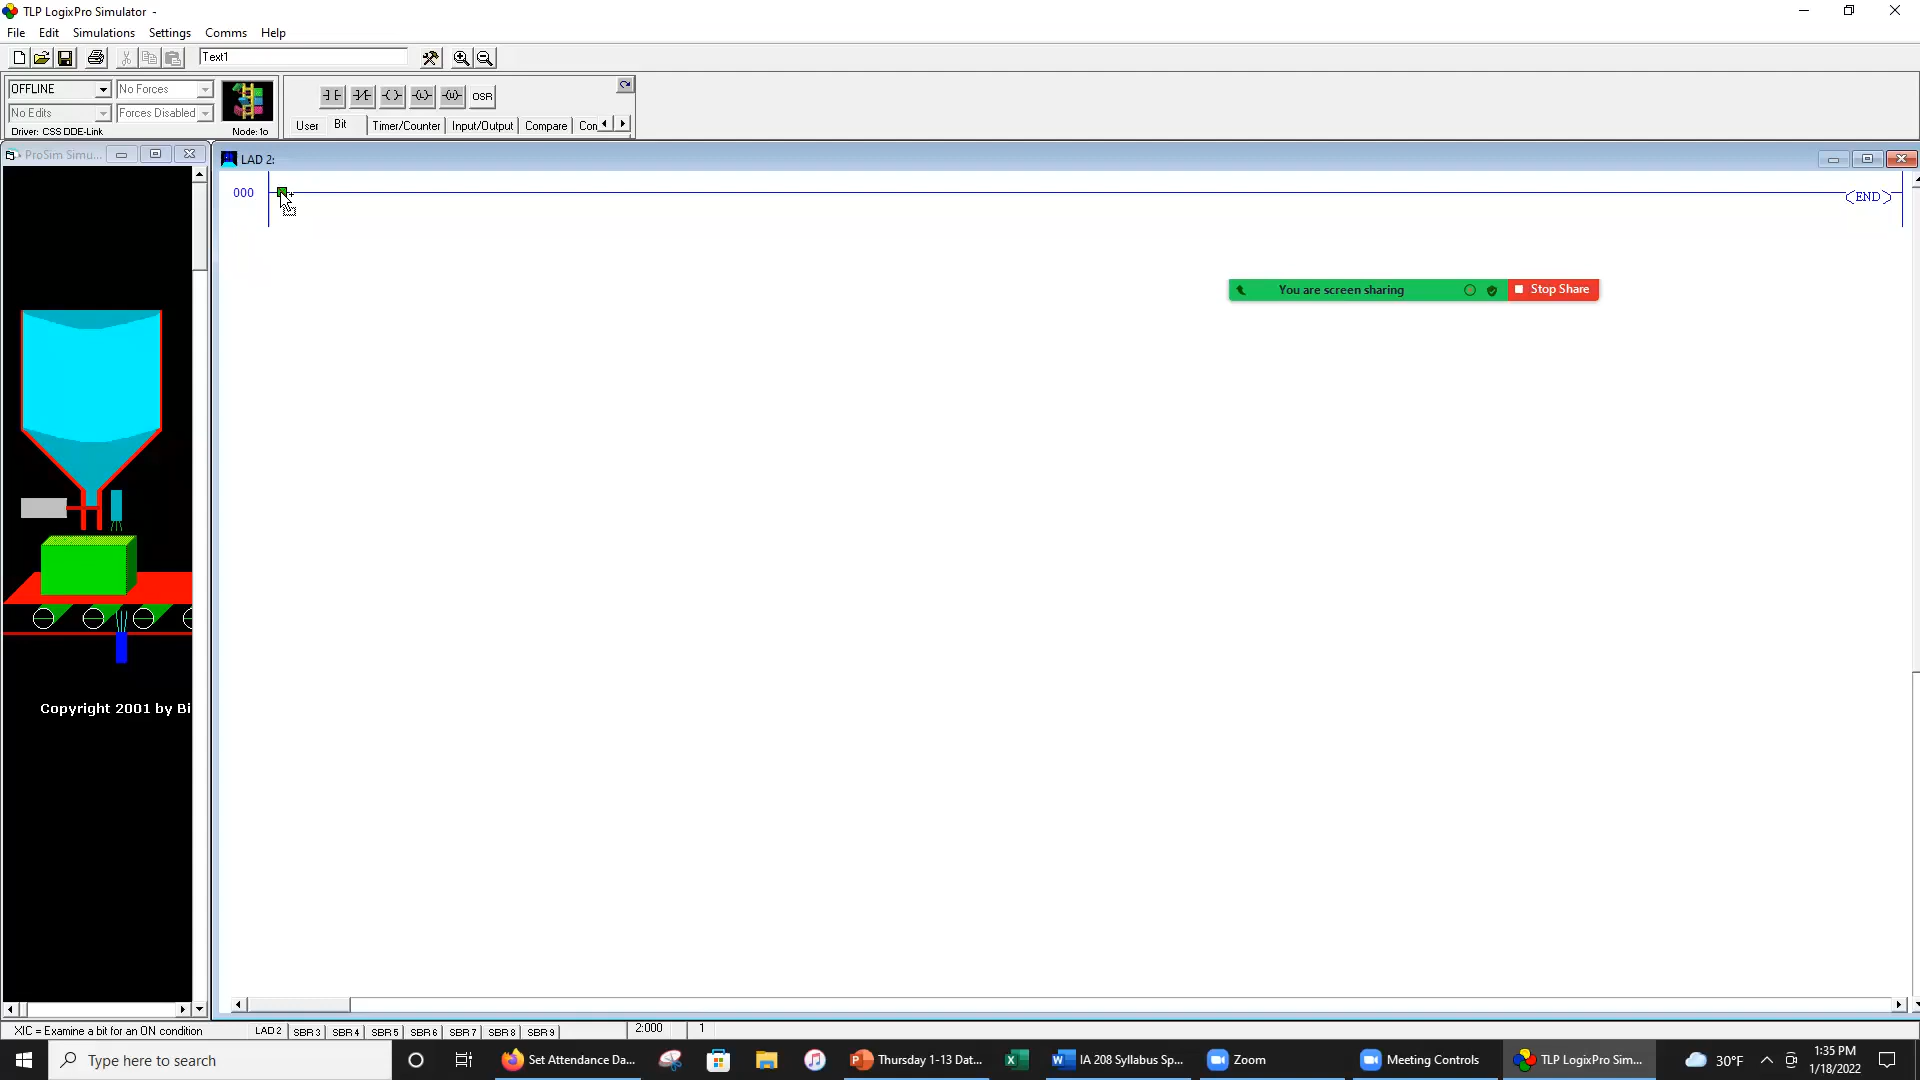 TLP LogixPro Simulator -
File Edit Simulations Settings Comms Help
Text1
OFFLINE No Forces
No Edits Forces Disabled
Driver: CSS DDE-Link Node: 1o
OSR
User Bit Timer/Counter Input/Output Compare Con
ProSim Simu...
LAD 2:
000
END
You are screen sharing Stop Share
Copyright 2001 by Bi
XIC = Examine a bit for an ON condition LAD 2 SBR 3 SBR 4 SBR 5 SBR 6 SBR 7 SBR 8 SBR 9 2:000 1
Type here to search Set Attendance Da... Thursday 1-13 Dat... IA 208 Syllabus Sp... Zoom Meeting Controls TLP LogixPro Sim... 30°F 1:35 PM
1/18/2022